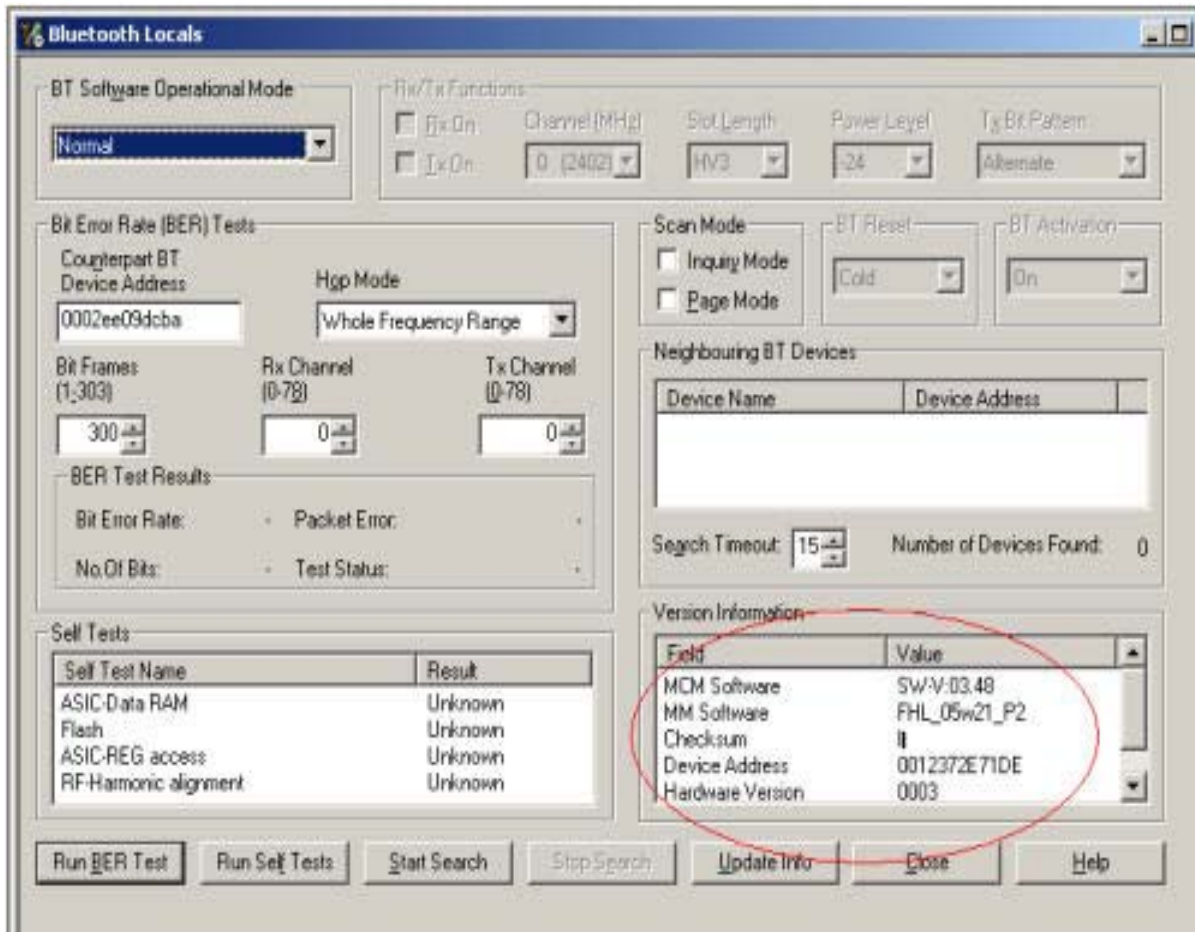 Bluetooth Locals
BT Software Operational Mode
Normal
Rx/Tx Functions
Rx On
Tx On
Channel (MHz)
0 (2402)
Slot Length
HV3
Power Level
-24
Tx Bit Pattern
Alternate
Bit Error Rate (BER) Tests
Counterpart BT
Device Address
0002ee09dcba
Hop Mode
Whole Frequency Range
Bit Frames
(1-303)
300
Rx Channel
(0-78)
0
Tx Channel
(0-78)
0
BER Test Results
Bit Error Rate: - Packet Error: -
No.Of Bits: - Test Status: -
Scan Mode
Inquiry Mode
Page Mode
BT Reset
Cold
BT Activation
On
Neighbouring BT Devices
Device Name Device Address
Search Timeout: 15 Number of Devices Found: 0
Self Tests
Self Test Name Result
ASIC-Data RAM Unknown
Flash Unknown
ASIC-REG access Unknown
RF-Harmonic alignment Unknown
Version Information
Field Value
MCM Software SW-V:03.48
MM Software FHL_05w21_P2
Checksum
Device Address 0012372E71DE
Hardware Version 0003
Run BER Test Run Self Tests Start Search Stop Search Update Info Close Help